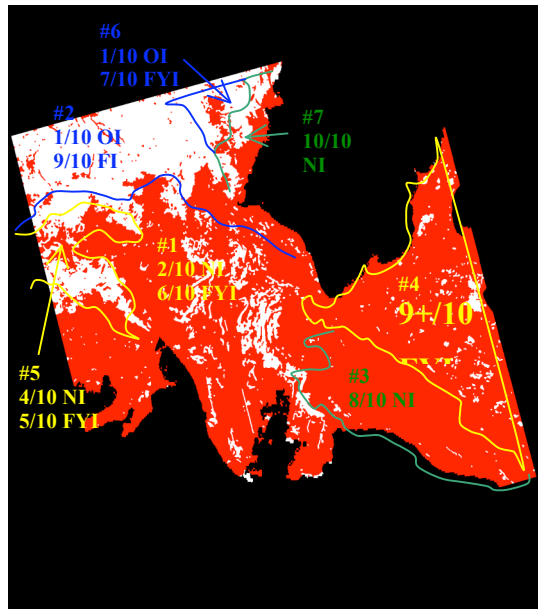 #6
1/10 OI
7/10 FYI
#2
1/10 OI
9/10 FI
#7
10/10
NI
#1
2/10 NI
6/10 FYI
#4
9+/10
#5
4/10 NI
5/10 FYI
#3
8/10 NI